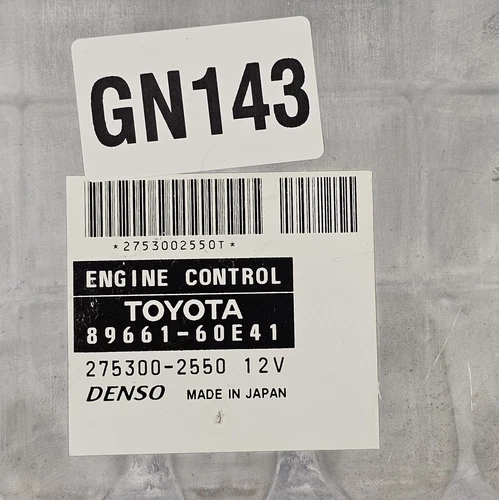 GN143
*2753002550T*
ENGINE CONTROL
TOYOTA
89661-60E41
275300-2550 12V
DENSO MADE IN JAPAN